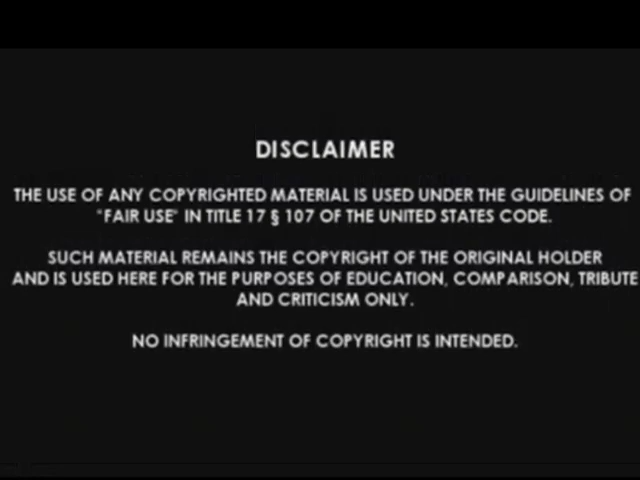 DISCLAIMER
THE USE OF ANY COPYRIGHTED MATERIAL IS USED UNDER THE GUIDELINES OF
"FAIR USE" IN TITLE 17 § 107 OF THE UNITED STATES CODE.
SUCH MATERIAL REMAINS THE COPYRIGHT OF THE ORIGINAL HOLDER
AND IS USED HERE FOR THE PURPOSES OF EDUCATION, COMPARISON, TRIBUTE
AND CRITICISM ONLY.
NO INFRINGEMENT OF COPYRIGHT IS INTENDED.